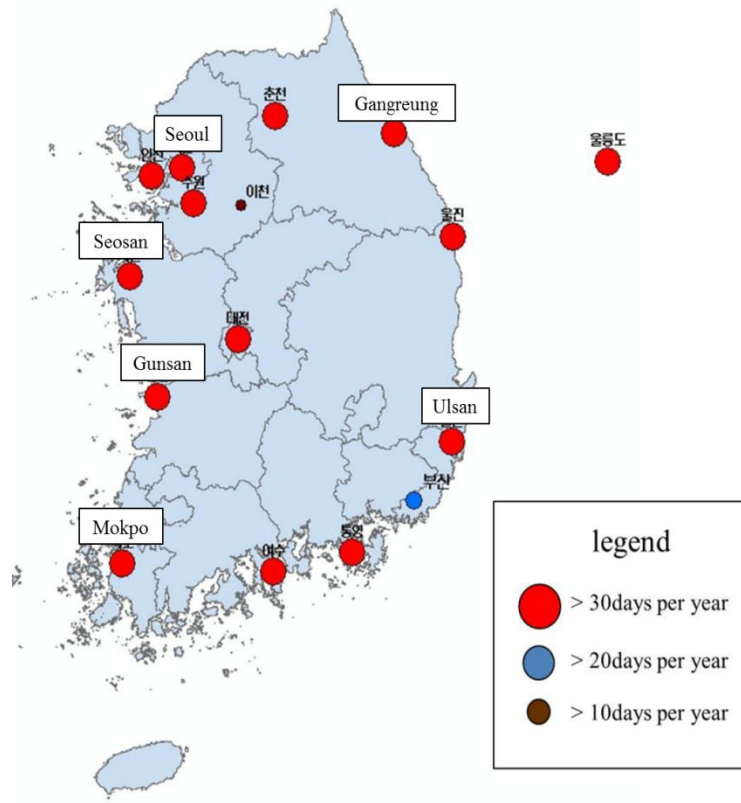 춘천
Gangreung
Seoul
울릉도
인천
수원
이천
울진
Seosan
대전
Gunsan
Ulsan
부산
Mokpo
여수
통영
legend
> 30days per year
> 20days per year
> 10days per year